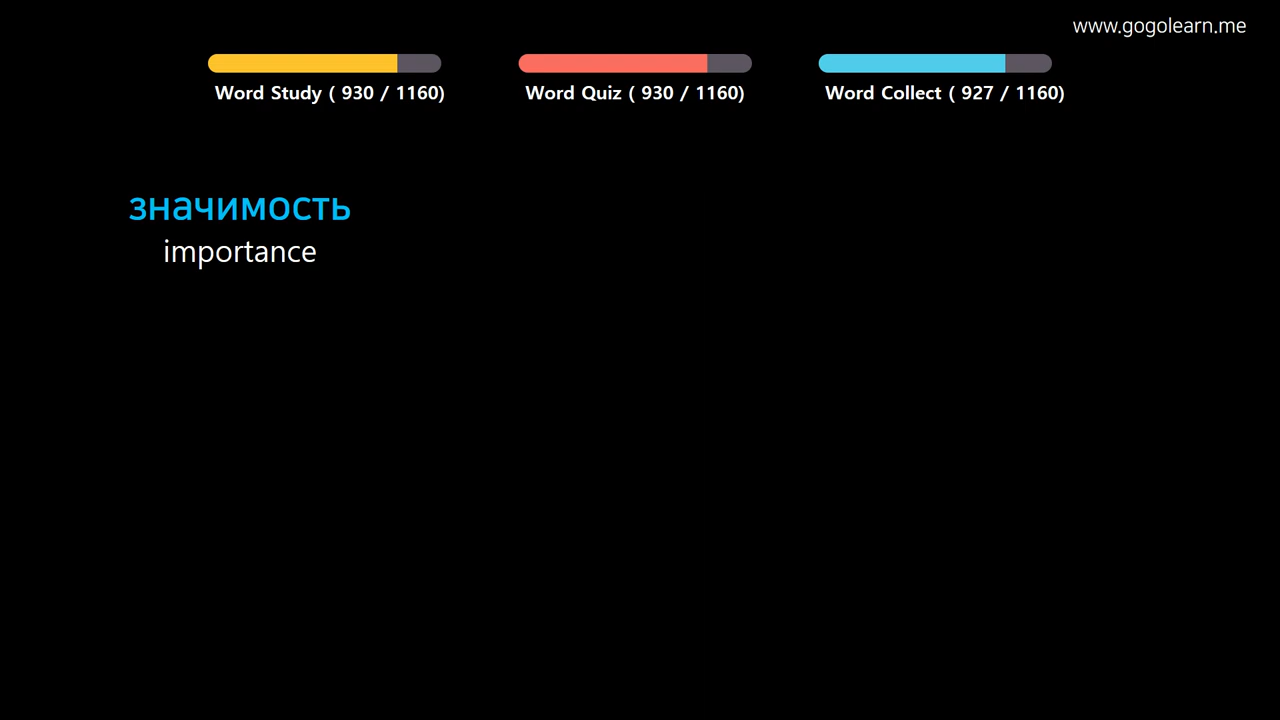 www.gogolearn.me
Word Study ( 930 / 1160)
Word Quiz ( 930 / 1160)
Word Collect ( 927 / 1160)
значимость
importance